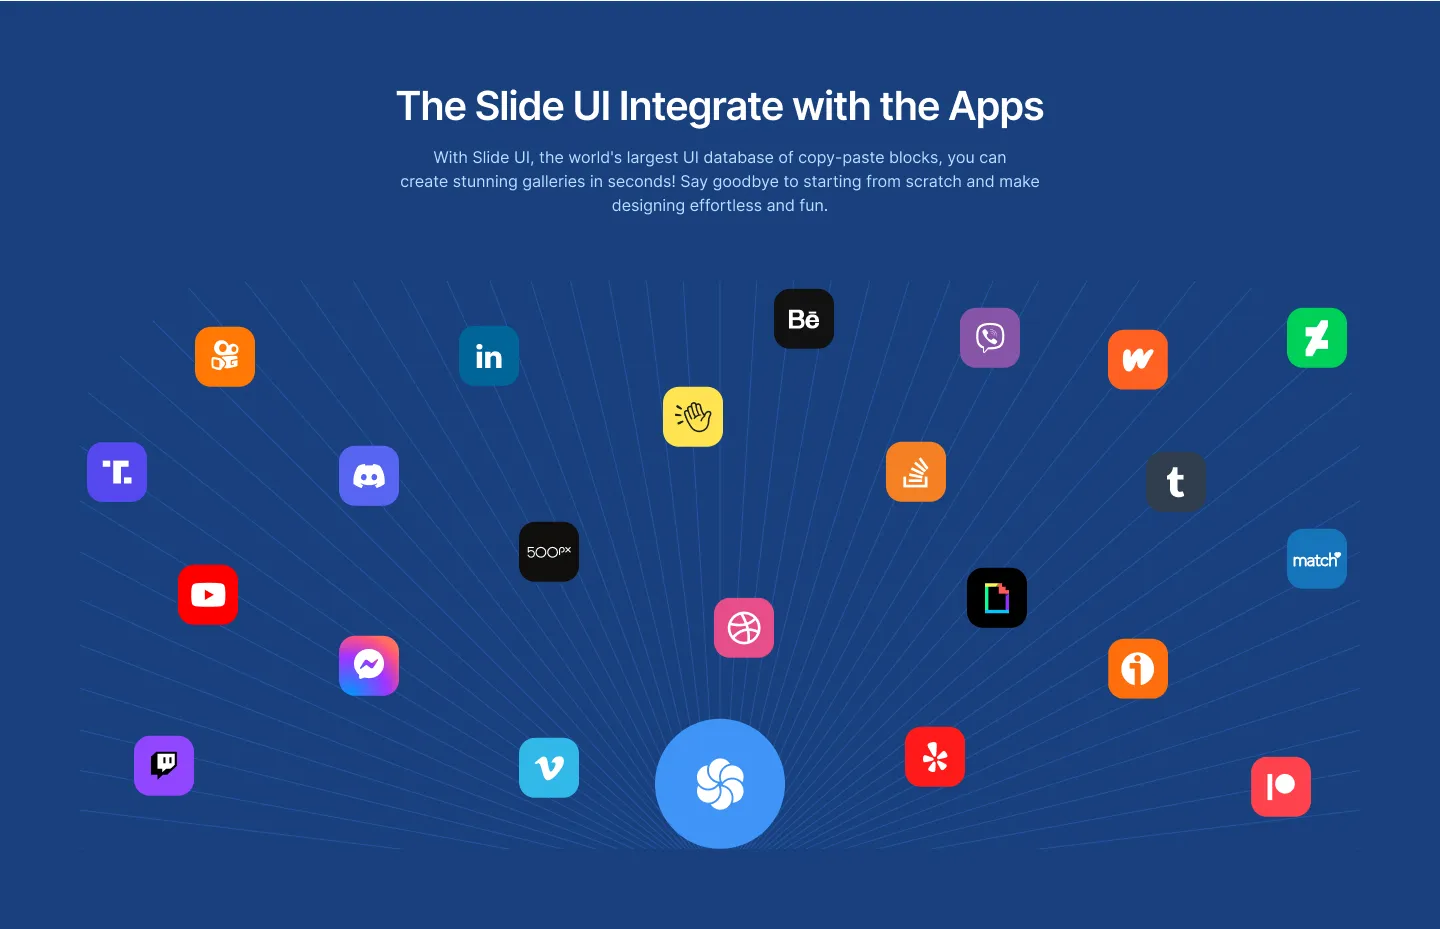 The Slide UI Integrate with the Apps
With Slide UI, the world's largest UI database of copy-paste blocks, you can
create stunning galleries in seconds! Say goodbye to starting from scratch and make
designing effortless and fun.
Bē
in
w
T.
t
500px
match
i
v